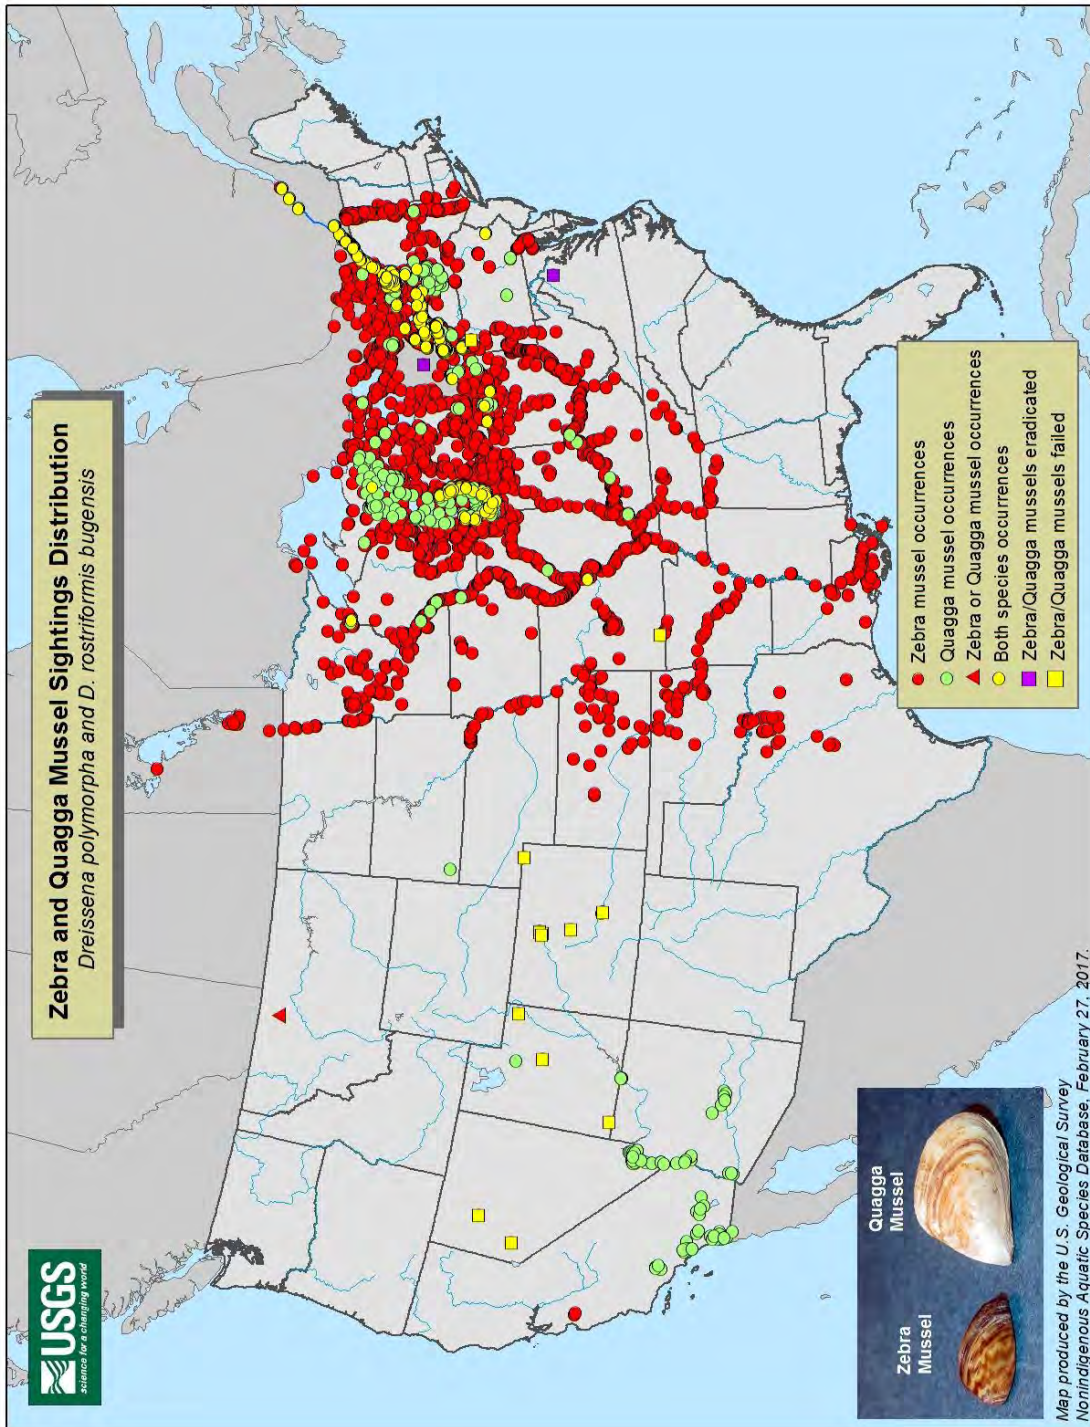 Zebra and Quagga Mussel Sightings Distribution
Dreissena polymorpha and D. rostriformis bugensis
USGS
science for a changing world
Zebra mussel occurrences
Quagga mussel occurrences
Zebra or Quagga mussel occurrences
Both species occurrences
Zebra/Quagga mussels eradicated
Zebra/Quagga mussels failed
Zebra
Mussel
Quagga
Mussel
Map produced by the U.S. Geological Survey
Nonindigenous Aquatic Species Database, February 27, 2017.